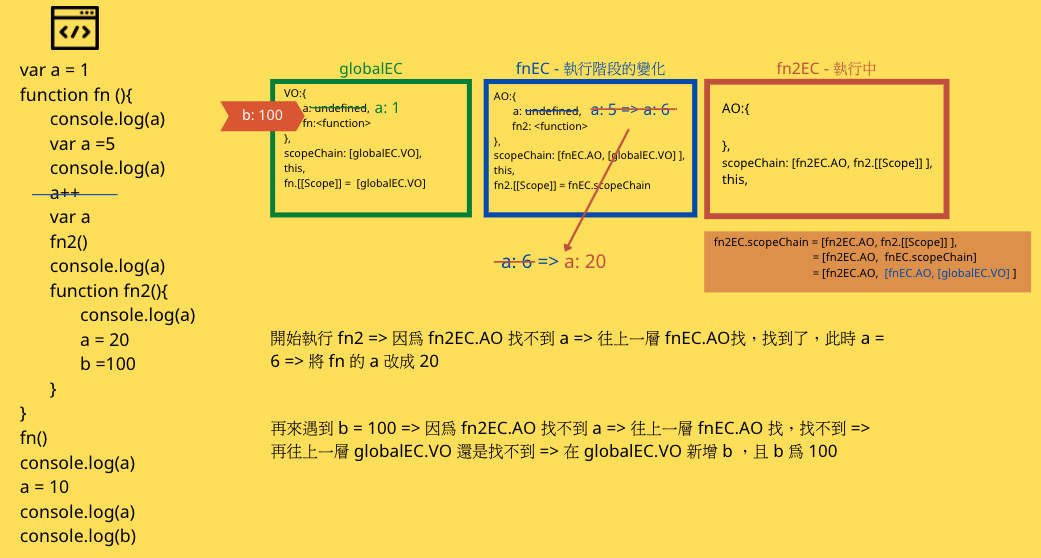 </>
var a = 1
function fn (){
console.log(a)
var a =5
console.log(a)
a++
var a
fn2()
console.log(a)
function fn2(){
console.log(a)
a = 20
b =100
}
}
fn()
console.log(a)
a = 10
console.log(a)
console.log(b)
b: 100
globalEC
VO:{
a: undefined, a: 1
fn:<function>
},
scopeChain: [globalEC.VO],
this,
fn.[[Scope]] = [globalEC.VO]
fnEC - 執行階段的變化
AO:{
a: undefined, a: 5 => a: 6
fn2: <function>
},
scopeChain: [fnEC.AO, [globalEC.VO] ],
this,
fn2.[[Scope]] = fnEC.scopeChain
a: 6 => a: 20
fn2EC - 執行中
AO:{
},
scopeChain: [fn2EC.AO, fn2.[[Scope]] ],
this,
fn2EC.scopeChain = [fn2EC.AO, fn2.[[Scope]] ],
= [fn2EC.AO, fnEC.scopeChain]
= [fn2EC.AO, [fnEC.AO, [globalEC.VO] ]
開始執行 fn2 => 因爲 fn2EC.AO 找不到 a => 往上一層 fnEC.AO找，找到了，此時 a =
6 => 將 fn 的 a 改成 20
再來遇到 b = 100 => 因爲 fn2EC.AO 找不到 a => 往上一層 fnEC.AO 找，找不到 =>
再往上一層 globalEC.VO 還是找不到 => 在 globalEC.VO 新增 b ，且 b 爲 100